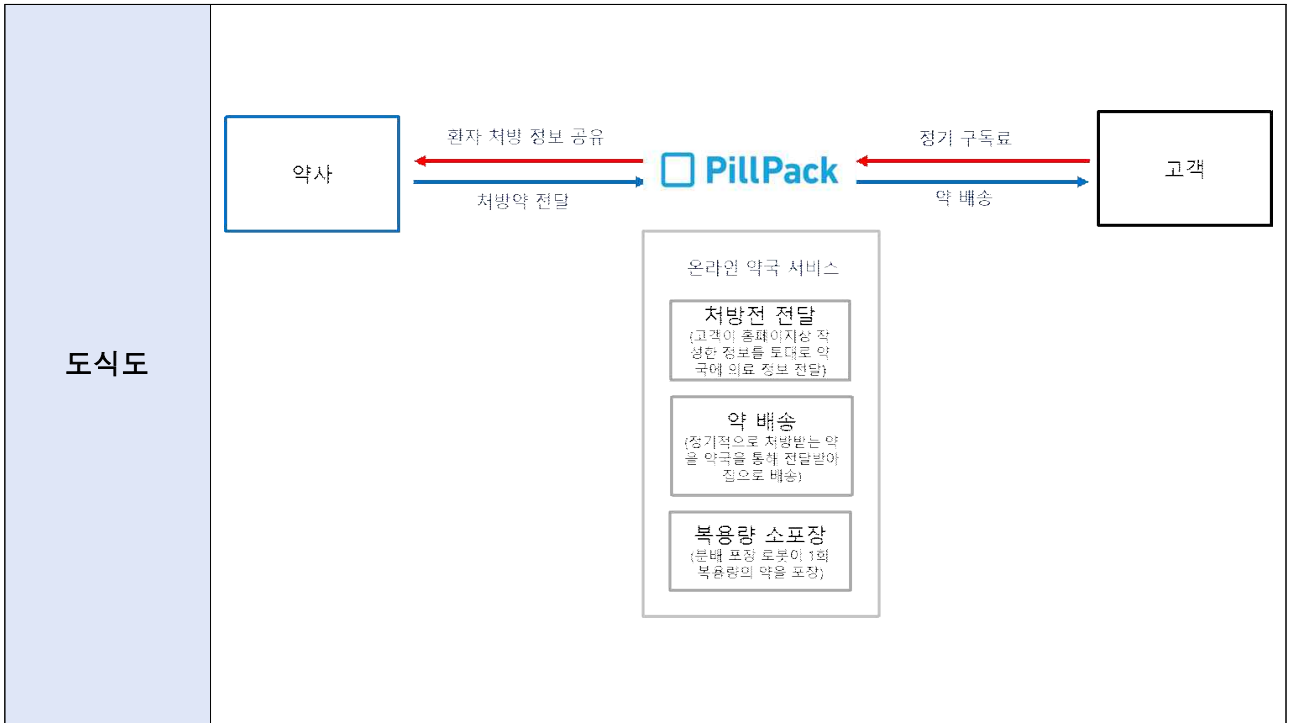 도식도
약사
환자 처방 정보 공유
처방약 전달
PillPack
정기 구독료
약 배송
고객
온라인 약국 서비스
처방전 전달
(고객이 홈페이지상 작
성한 정보를 토대로 약
국에 의료 정보 전달)
약 배송
(정기적으로 처방받는 약
을 약국을 통해 전달받아
집으로 배송)
복용량 소포장
(분배 포장 로봇이 1회
복용량의 약을 포장)